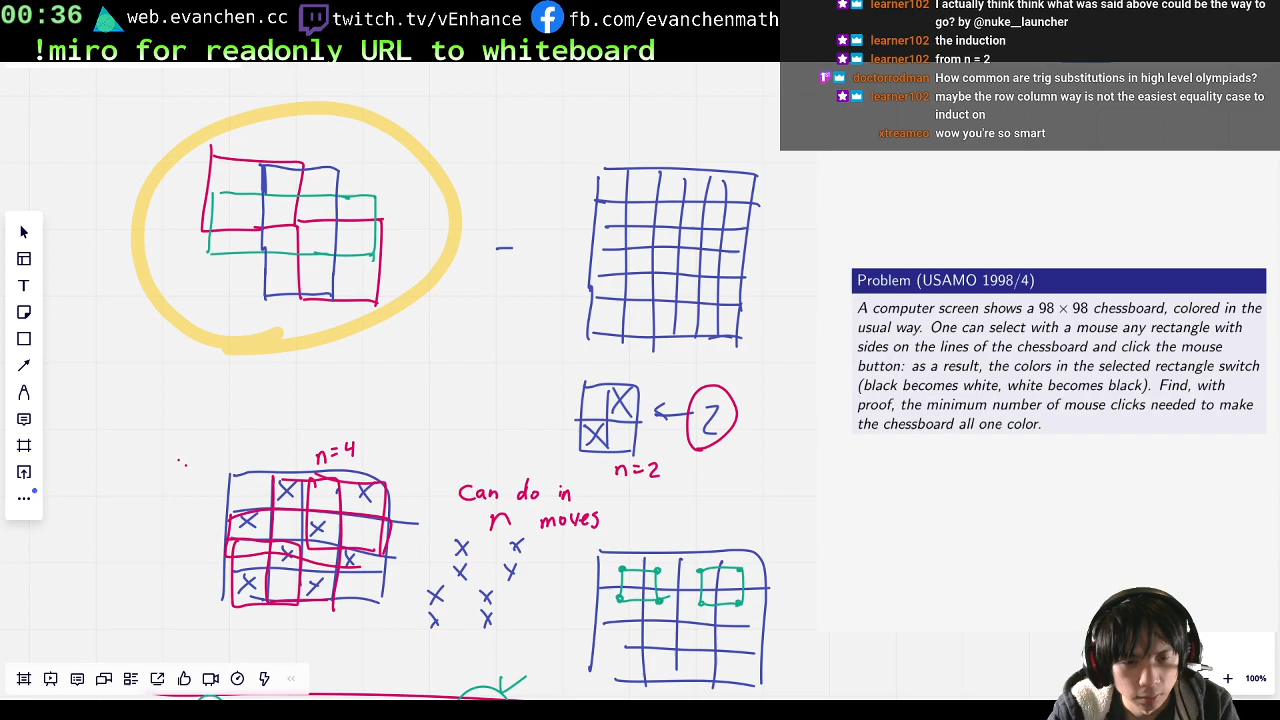 00:36 web.evanchen.cc twitch.tv/vEnhance fb.com/evanchenmath
!miro for readonly URL to whiteboard
learner102 I actually think think what was said above could be the way to
go? by @nuke__launcher
learner102 the induction
learner102 from n = 2
doctorrodman How common are trig substitutions in high level olympiads?
learner102 maybe the row column way is not the easiest equality case to
induct on
xtreamco wow you're so smart
Problem (USAMO 1998/4)
A computer screen shows a 98 × 98 chessboard, colored in the
usual way. One can select with a mouse any rectangle with
sides on the lines of the chessboard and click the mouse
button: as a result, the colors in the selected rectangle switch
(black becomes white, white becomes black). Find, with
proof, the minimum number of mouse clicks needed to make
the chessboard all one color.
X
X
2
n=2
n=4
X X
X X
X X
X X
Can do in
n moves
X X
X X
X X
X X
100%